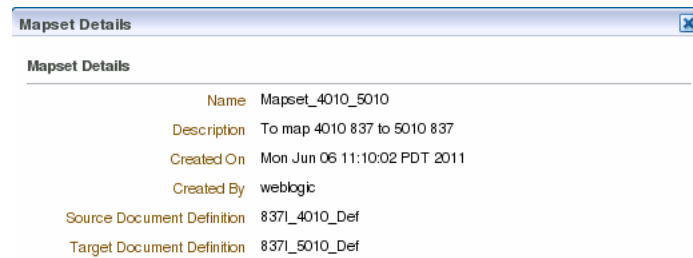 Mapset Details
Mapset Details
Name Mapset_4010_5010
Description To map 4010 837 to 5010 837
Created On Mon Jun 06 11:10:02 PDT 2011
Created By weblogic
Source Document Definition 837I_4010_Def
Target Document Definition 837I_5010_Def